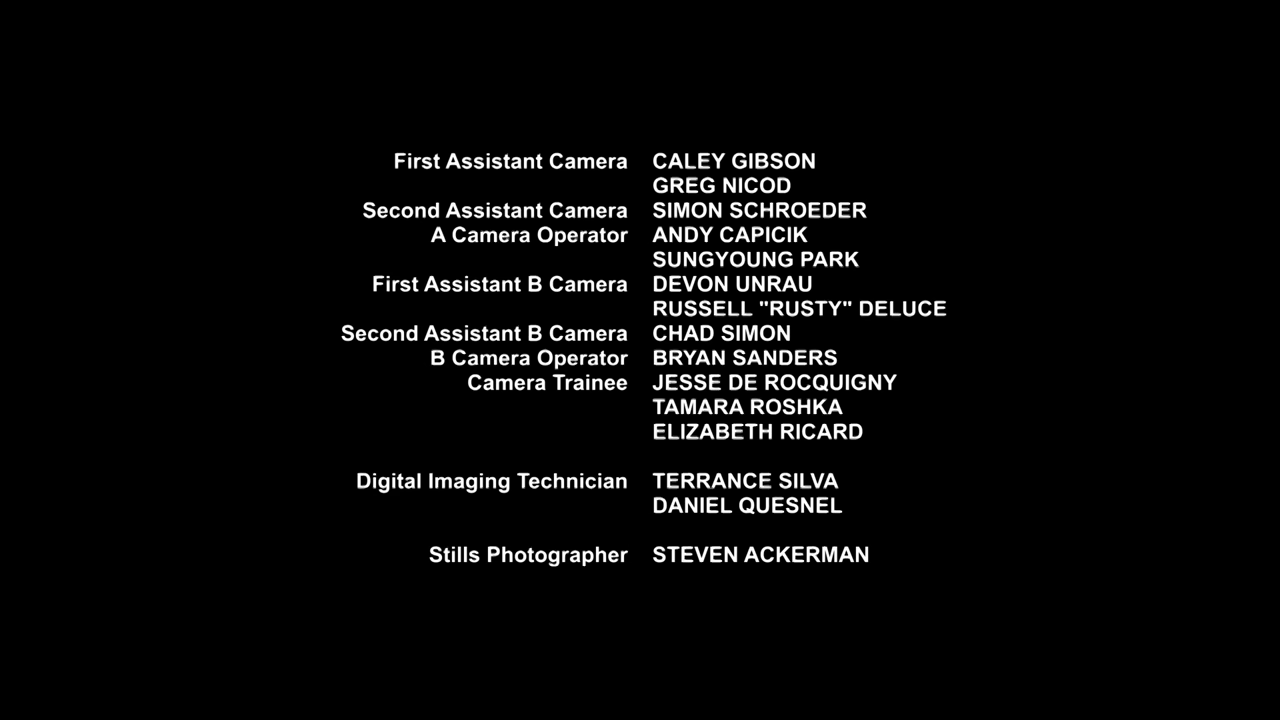 First Assistant Camera CALEY GIBSON
GREG NICOD
Second Assistant Camera SIMON SCHROEDER
A Camera Operator ANDY CAPICIK
SUNGYOUNG PARK
First Assistant B Camera DEVON UNRAU
RUSSELL "RUSTY" DELUCE
Second Assistant B Camera CHAD SIMON
B Camera Operator BRYAN SANDERS
Camera Trainee JESSE DE ROCQUIGNY
TAMARA ROSHKA
ELIZABETH RICARD
Digital Imaging Technician TERRANCE SILVA
DANIEL QUESNEL
Stills Photographer STEVEN ACKERMAN